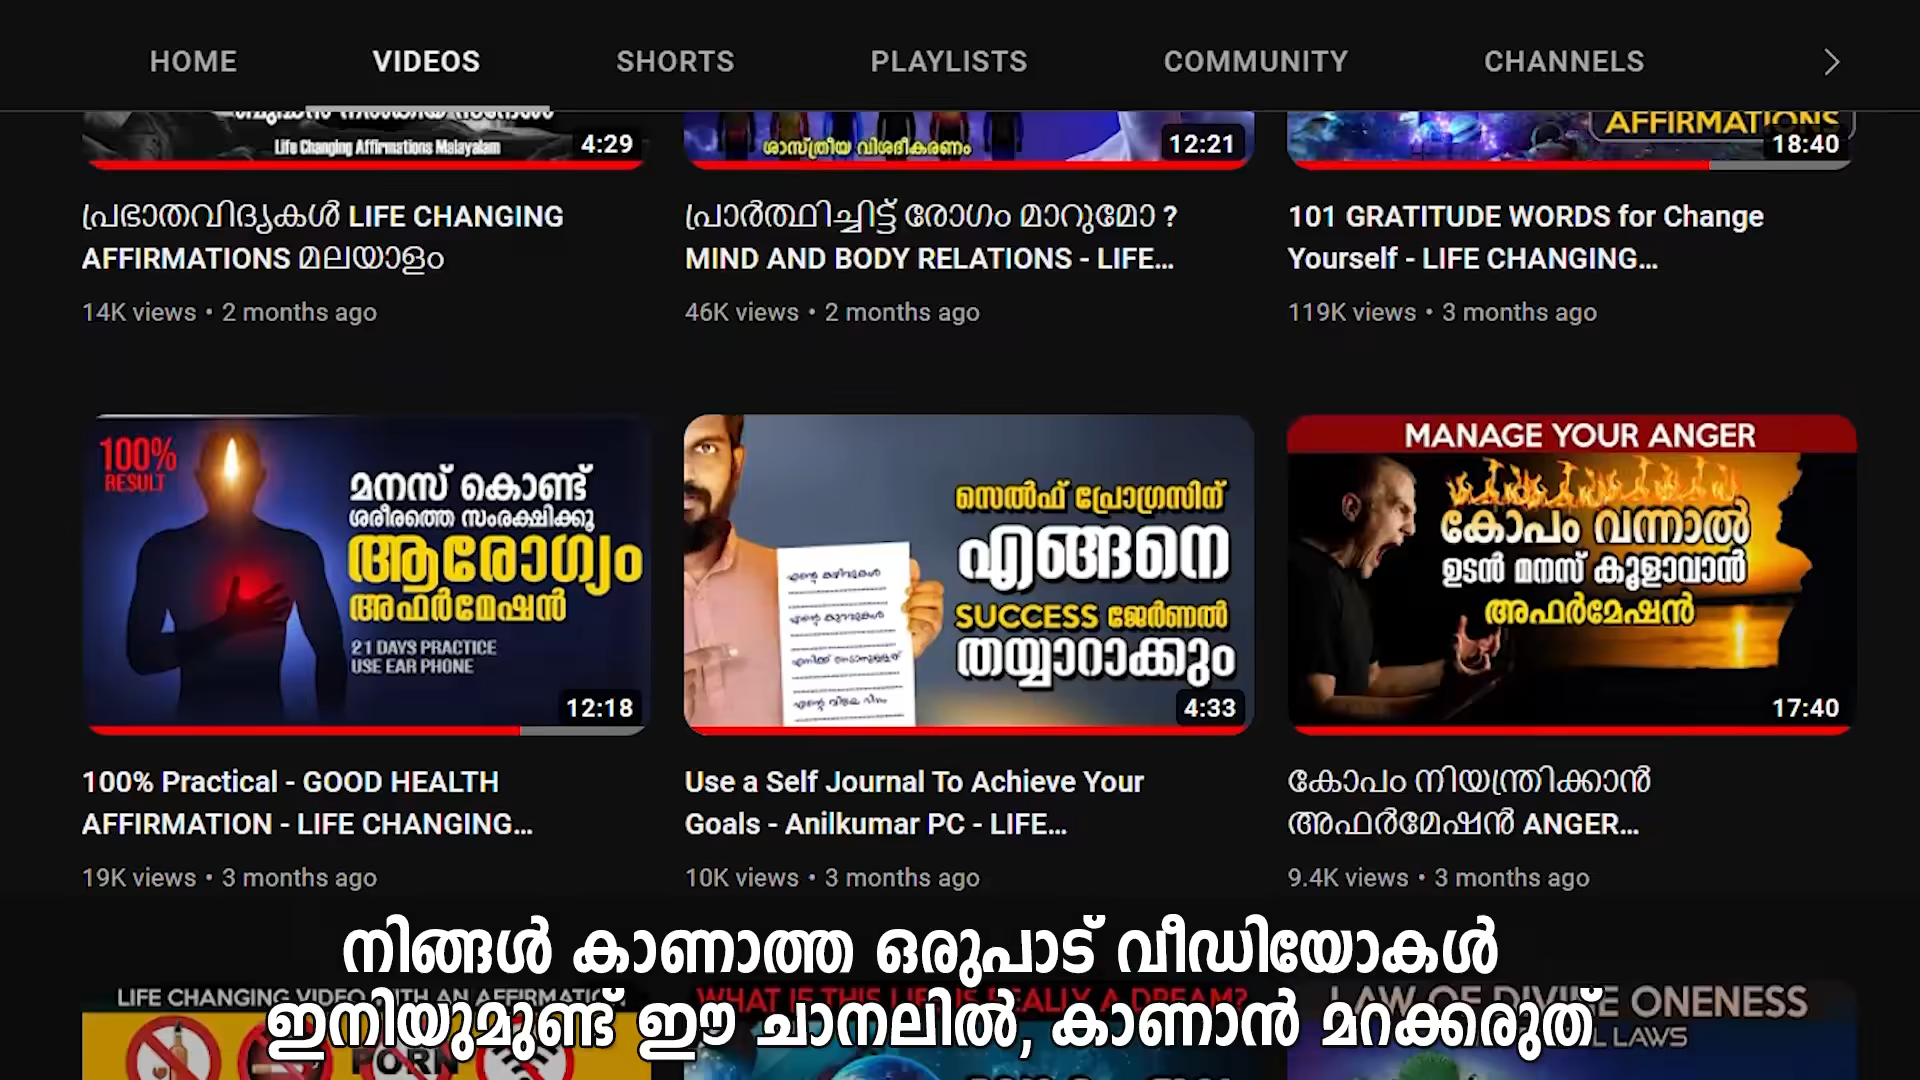 HOME VIDEOS SHORTS PLAYLISTS COMMUNITY CHANNELS
Life Changing Affirmations Malayalam
4:29
ശാസ്ത്രീയ വിശദീകരണം
12:21
AFFIRMATIONS
18:40
പ്രഭാതവിദ്യകൾ LIFE CHANGING
AFFIRMATIONS മലയാളം
14K views • 2 months ago
പ്രാർത്ഥിച്ചിട്ട് രോഗം മാറുമോ ?
MIND AND BODY RELATIONS - LIFE...
46K views • 2 months ago
101 GRATITUDE WORDS for Change
Yourself - LIFE CHANGING...
119K views • 3 months ago
100%
RESULT
മനസ് കൊണ്ട്
ശരീരത്തെ സംരക്ഷിക്കൂ
ആരോഗ്യം
അഫർമേഷൻ
21 DAYS PRACTICE
USE EAR PHONE
12:18
സെൽഫ് പ്രോഗ്രസിന്
എങ്ങനെ
SUCCESS ജേർണൽ
തയ്യാറാക്കും
എന്റെ കഴിവുകൾ
എന്റെ കുറവുകൾ
4:33
MANAGE YOUR ANGER
കോപം വന്നാൽ
ഉടൻ മനസ് കൂളാവാൻ
അഫർമേഷൻ
17:40
100% Practical - GOOD HEALTH
AFFIRMATION - LIFE CHANGING...
19K views • 3 months ago
Use a Self Journal To Achieve Your
Goals - Anilkumar PC - LIFE...
10K views • 3 months ago
കോപം നിയന്ത്രിക്കാൻ
അഫർമേഷൻ ANGER...
9.4K views • 3 months ago
നിങ്ങൾ കാണാത്ത ഒരുപാട് വീഡിയോകൾ
ഇനിയുമുണ്ട് ഈ ചാനലിൽ, കാണാൻ മറക്കരുത്
LIFE CHANGING VIDEO WITH AN AFFIRMATION
PORN
WHAT IF THIS LIFE IS REALLY A DREAM?
LAW OF DIVINE ONENESS
LAWS